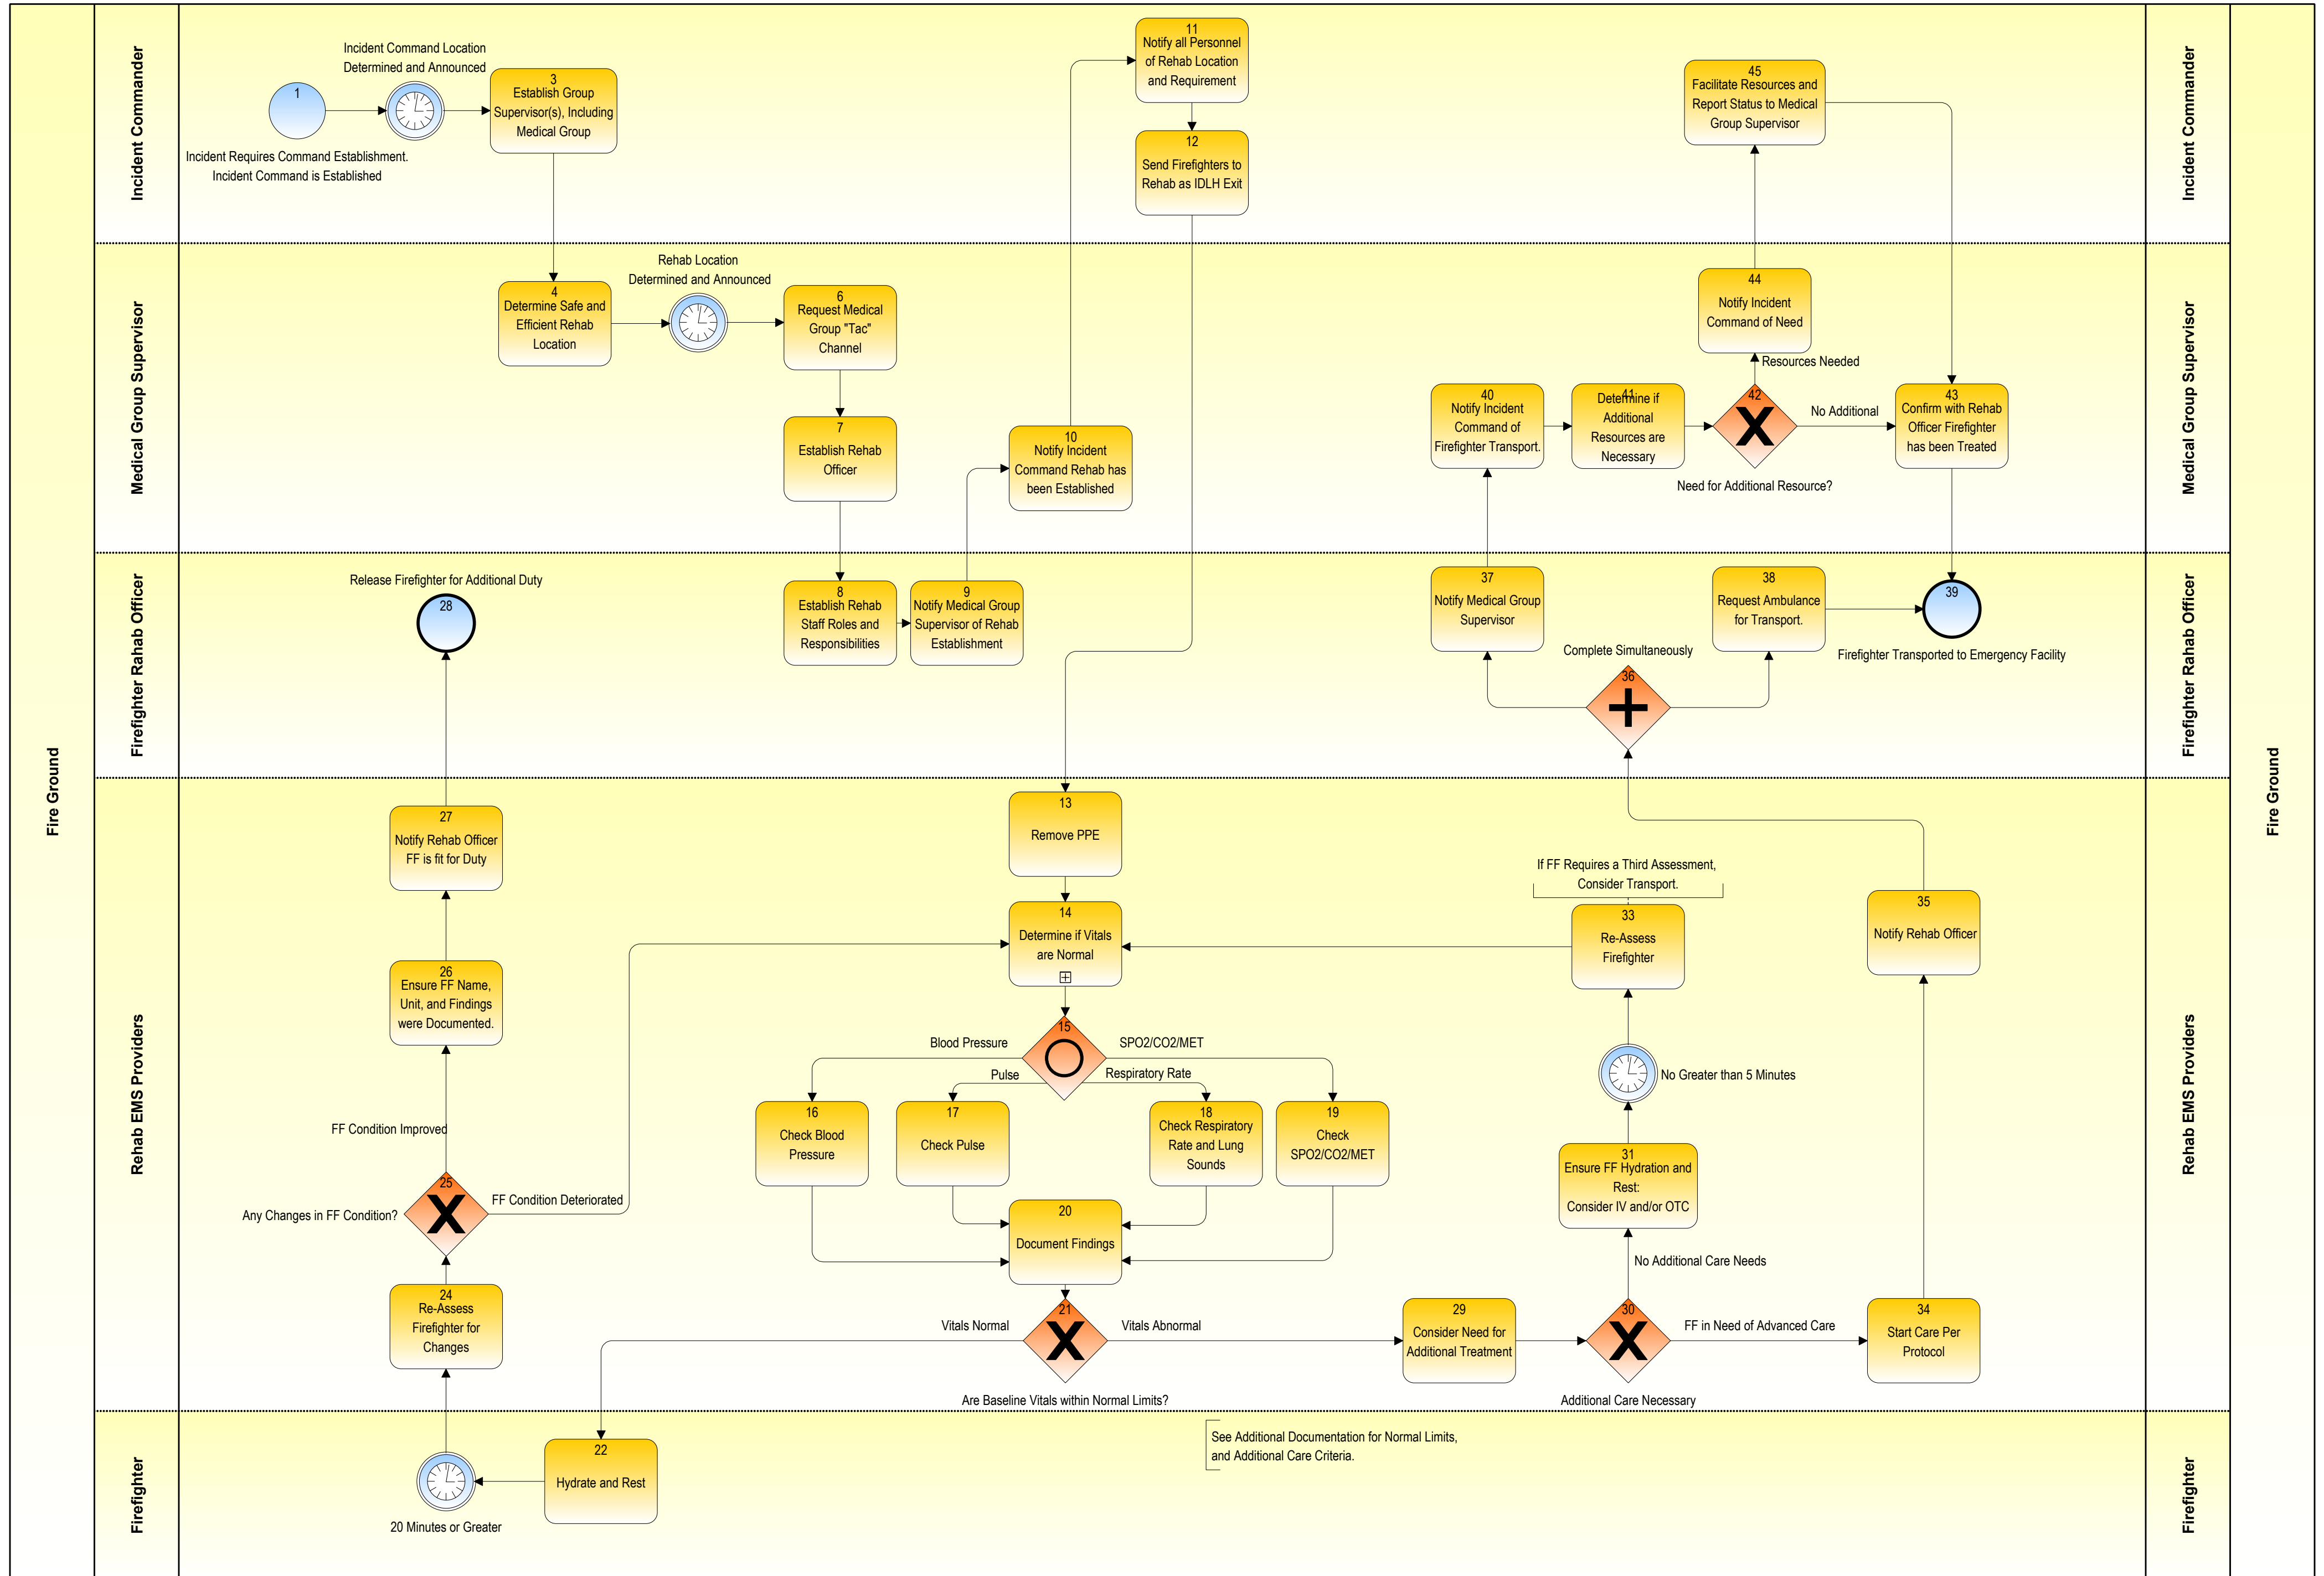 Fire Ground
Incident Commander
Incident Command Location
Determined and Announced
1
Incident Requires Command Establishment.
Incident Command is Established
3
Establish Group
Supervisor(s), Including
Medical Group
11
Notify all Personnel
of Rehab Location
and Requirement
12
Send Firefighters to
Rehab as IDLH Exit
45
Facilitate Resources and
Report Status to Medical
Group Supervisor
Incident Commander
Medical Group Supervisor
4
Determine Safe and
Efficient Rehab
Location
Rehab Location
Determined and Announced
6
Request Medical
Group "Tac"
Channel
7
Establish Rehab
Officer
10
Notify Incident
Command Rehab has
been Established
40
Notify Incident
Command of
Firefighter Transport.
41
Determine if
Additional
Resources are
Necessary
44
Notify Incident
Command of Need
Resources Needed
42
No Additional
Need for Additional Resource?
43
Confirm with Rehab
Officer Firefighter
has been Treated
Medical Group Supervisor
Firefighter Rahab Officer
Release Firefighter for Additional Duty
28
8
Establish Rehab
Staff Roles and
Responsibilities
9
Notify Medical Group
Supervisor of Rehab
Establishment
37
Notify Medical Group
Supervisor
Complete Simultaneously
36
38
Request Ambulance
for Transport.
39
Firefighter Transported to Emergency Facility
Firefighter Rahab Officer
Rehab EMS Providers
27
Notify Rehab Officer
FF is fit for Duty
26
Ensure FF Name,
Unit, and Findings
were Documented.
FF Condition Improved
25
FF Condition Deteriorated
Any Changes in FF Condition?
24
Re-Assess
Firefighter for
Changes
13
Remove PPE
14
Determine if Vitals
are Normal
15
Blood Pressure
SPO2/CO2/MET
Pulse
Respiratory Rate
16
Check Blood
Pressure
17
Check Pulse
18
Check Respiratory
Rate and Lung
Sounds
19
Check
SPO2/CO2/MET
20
Document Findings
21
Vitals Normal
Vitals Abnormal
Are Baseline Vitals within Normal Limits?
If FF Requires a Third Assessment,
Consider Transport.
33
Re-Assess
Firefighter
No Greater than 5 Minutes
31
Ensure FF Hydration and
Rest:
Consider IV and/or OTC
No Additional Care Needs
29
Consider Need for
Additional Treatment
30
FF in Need of Advanced Care
Additional Care Necessary
34
Start Care Per
Protocol
35
Notify Rehab Officer
Rehab EMS Providers
Firefighter
20 Minutes or Greater
22
Hydrate and Rest
See Additional Documentation for Normal Limits,
and Additional Care Criteria.
Firefighter
Fire Ground